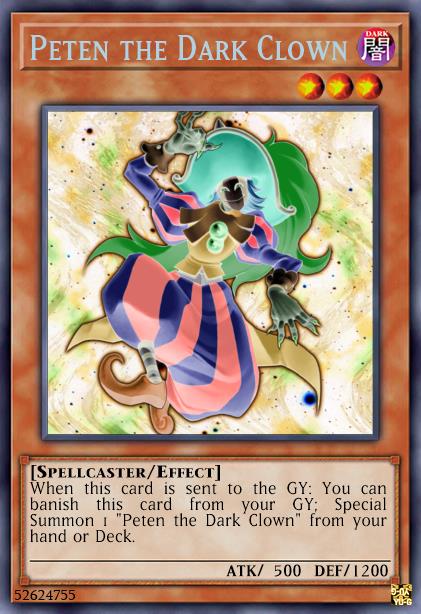 PETEN THE DARK CLOWN
DARK
闇
[SPELLCASTER/EFFECT]
When this card is sent to the GY: You can
banish this card from your GY; Special
Summon 1 "Peten the Dark Clown" from your
hand or Deck.
ATK/ 500 DEF/1200
52624755